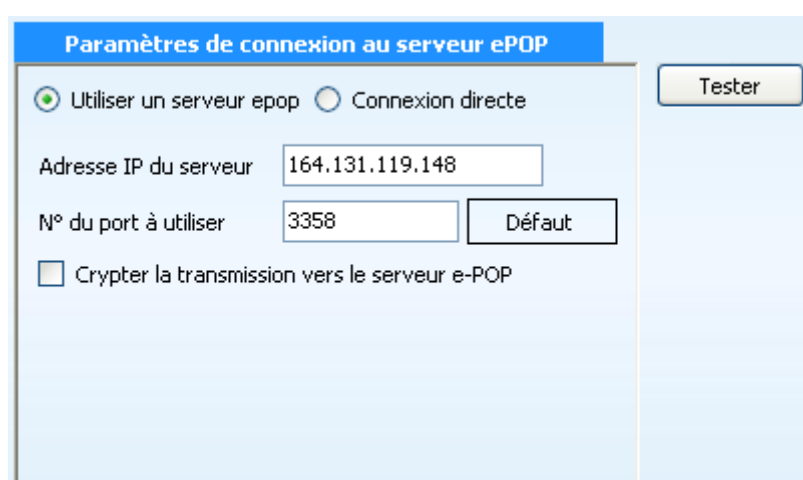 Paramètres de connexion au serveur ePOP
Tester
Utiliser un serveur epop Connexion directe
Adresse IP du serveur 164.131.119.148
N° du port à utiliser 3358 Défaut
Crypter la transmission vers le serveur e-POP